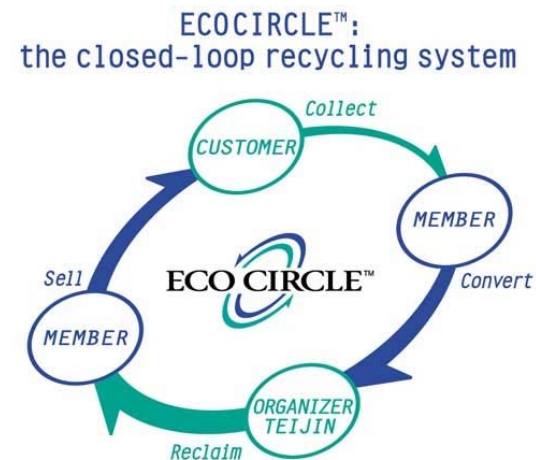 ECOCIRCLE™:
the closed-loop recycling system
Collect
CUSTOMER
MEMBER
Sell
ECO CIRCLE™
Convert
MEMBER
ORGANIZER
TEIJIN
Reclaim